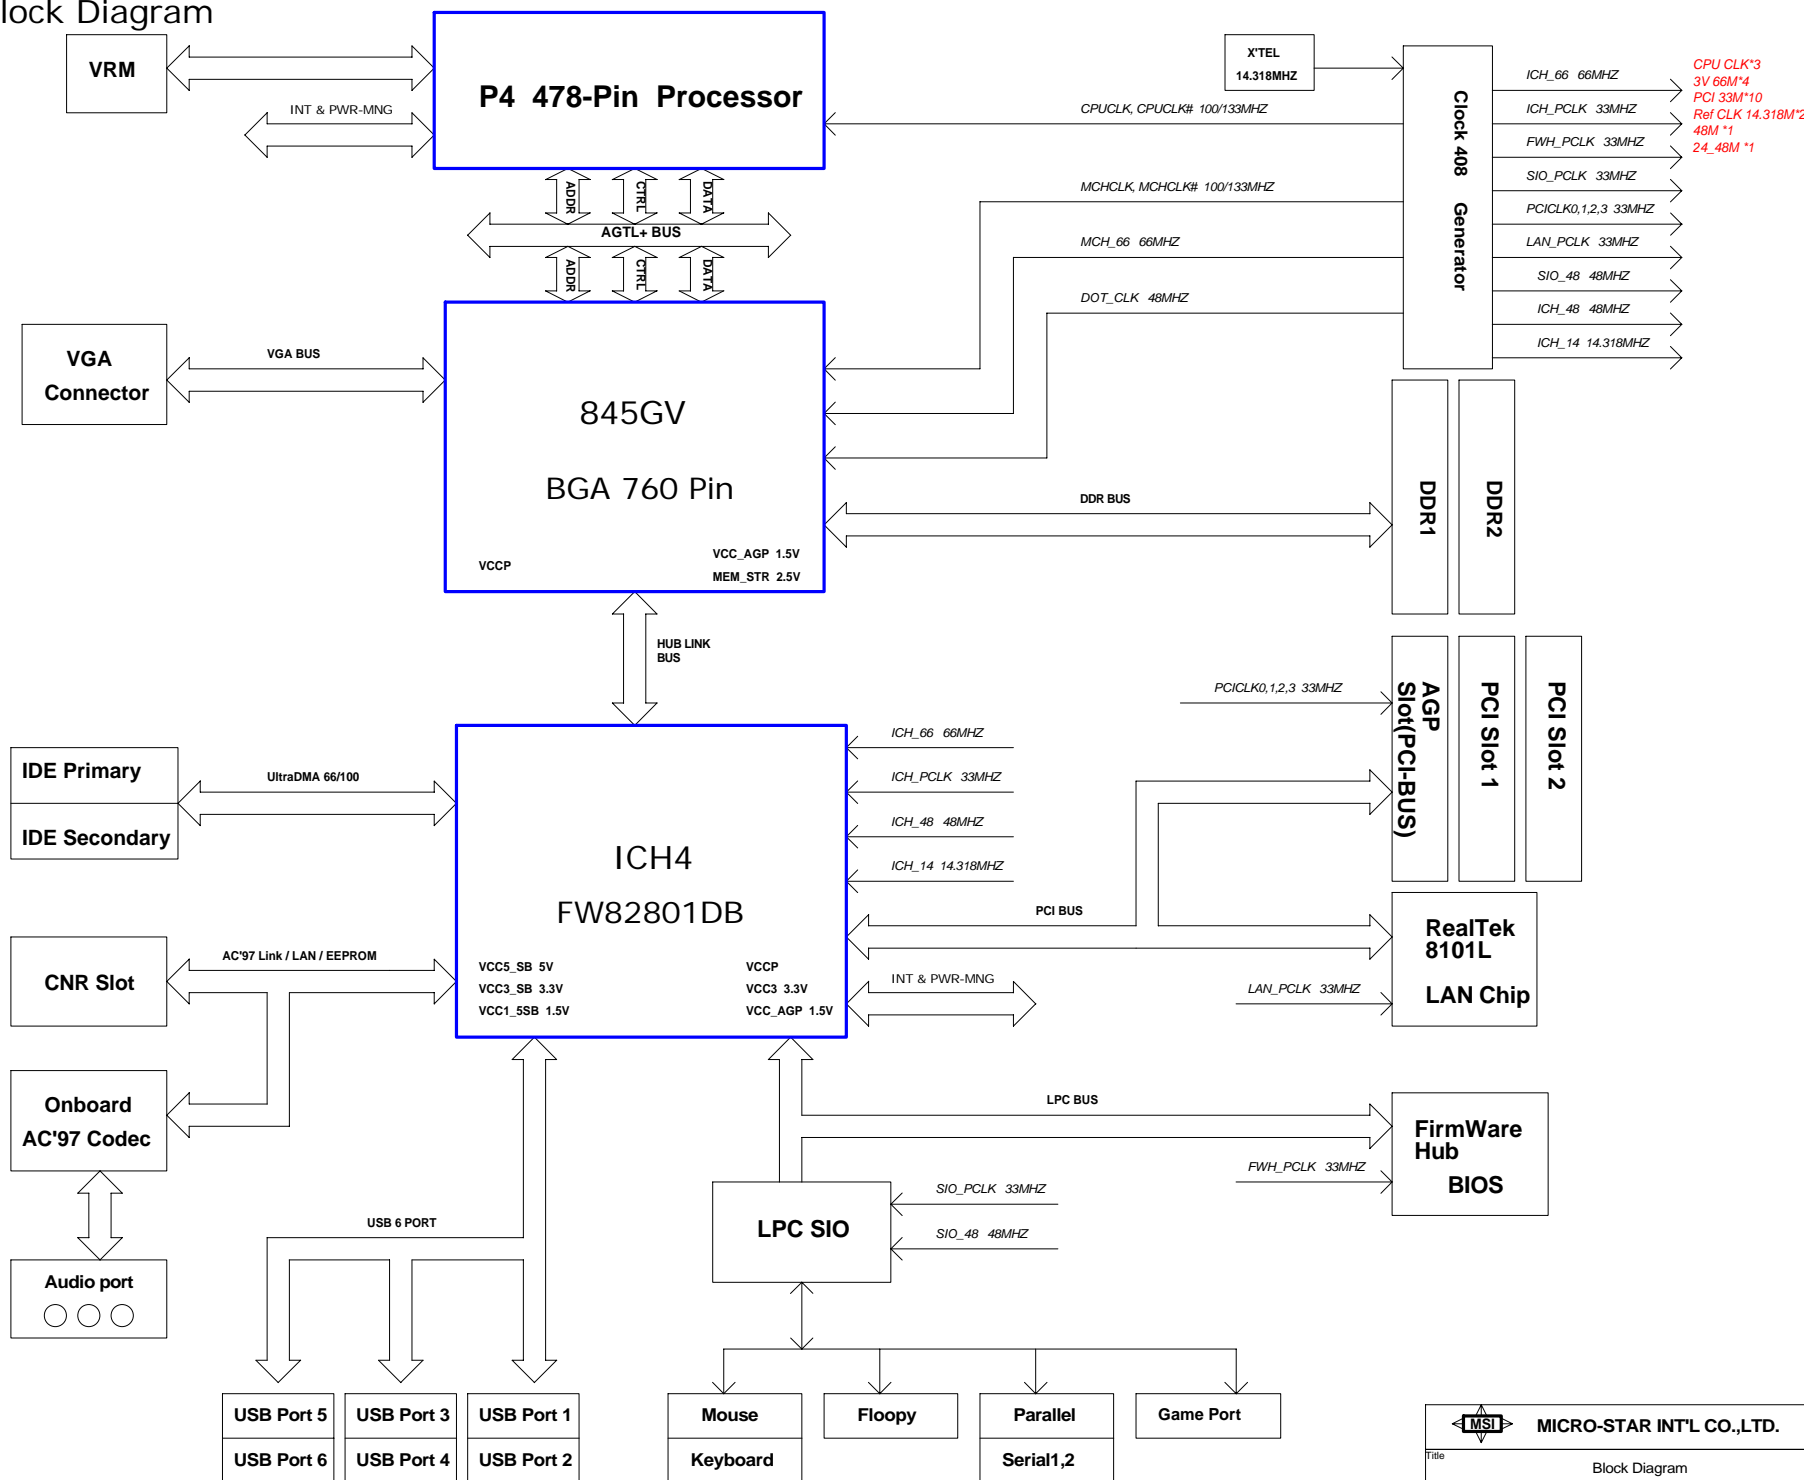 lock Diagram
VRM
INT & PWR-MNG
P4 478-Pin Processor
X'TEL
14.318MHZ
Clock 408 Generator
CPUCLK, CPUCLK# 100/133MHZ
MCHCLK, MCHCLK# 100/133MHZ
MCH_66 66MHZ
DOT_CLK 48MHZ
ICH_66 66MHZ
ICH_PCLK 33MHZ
FWH_PCLK 33MHZ
SIO_PCLK 33MHZ
PCICLK0,1,2,3 33MHZ
LAN_PCLK 33MHZ
SIO_48 48MHZ
ICH_48 48MHZ
ICH_14 14.318MHZ
CPU CLK*3
3V 66M*4
PCI 33M*10
Ref CLK 14.318M*2
48M *1
24_48M *1
ADDR
CTRL
DATA
AGTL+ BUS
ADDR
CTRL
DATA
VGA
Connector
VGA BUS
845GV
BGA 760 Pin
VCCP
VCC_AGP 1.5V
MEM_STR 2.5V
DDR BUS
DDR1
DDR2
HUB LINK
BUS
PCICLK0,1,2,3 33MHZ
AGP
Slot(PCI-BUS)
PCI Slot 1
PCI Slot 2
IDE Primary
IDE Secondary
UltraDMA 66/100
ICH4
FW82801DB
VCC5_SB 5V
VCC3_SB 3.3V
VCC1_5SB 1.5V
VCCP
VCC3 3.3V
VCC_AGP 1.5V
ICH_66 66MHZ
ICH_PCLK 33MHZ
ICH_48 48MHZ
ICH_14 14.318MHZ
PCI BUS
INT & PWR-MNG
RealTek
8101L
LAN Chip
LAN_PCLK 33MHZ
CNR Slot
AC'97 Link / LAN / EEPROM
Onboard
AC'97 Codec
Audio port
LPC BUS
FirmWare
Hub
BIOS
FWH_PCLK 33MHZ
LPC SIO
SIO_PCLK 33MHZ
SIO_48 48MHZ
USB 6 PORT
USB Port 5
USB Port 6
USB Port 3
USB Port 4
USB Port 1
USB Port 2
Mouse
Keyboard
Floopy
Parallel
Serial1,2
Game Port
MSI
MICRO-STAR INT'L CO.,LTD.
Title
Block Diagram